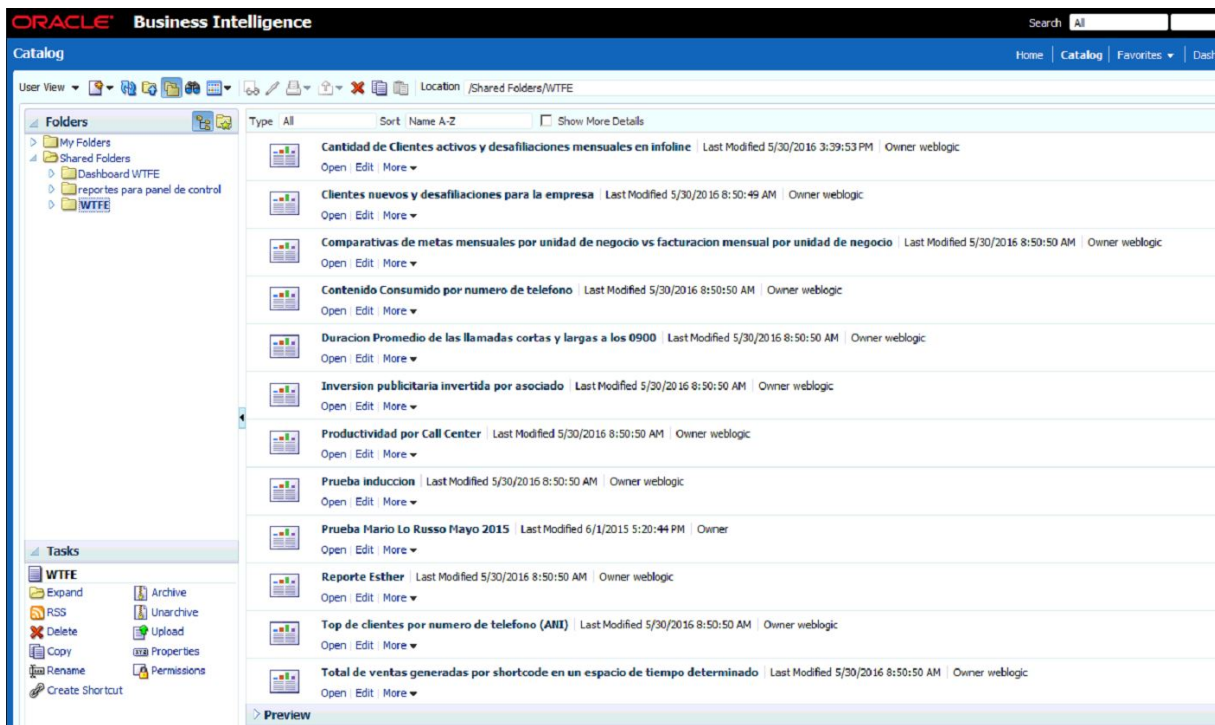 ORACLE Business Intelligence
Search All
Catalog
Home Catalog Favorites Dash
User View
Location /Shared Folders/WTFE
Folders
My Folders
Shared Folders
Dashboard WTFE
reportes para panel de control
WTFE
Type All Sort Name A-Z Show More Details
Cantidad de Clientes activos y desafiliaciones mensuales en infoline Last Modified 5/30/2016 3:39:53 PM Owner weblogic
Open Edit More
Clientes nuevos y desafiliaciones para la empresa Last Modified 5/30/2016 8:50:49 AM Owner weblogic
Open Edit More
Comparativas de metas mensuales por unidad de negocio vs facturacion mensual por unidad de negocio Last Modified 5/30/2016 8:50:50 AM Owner weblogic
Open Edit More
Contenido Consumido por numero de telefono Last Modified 5/30/2016 8:50:50 AM Owner weblogic
Open Edit More
Duracion Promedio de las llamadas cortas y largas a los 0900 Last Modified 5/30/2016 8:50:50 AM Owner weblogic
Open Edit More
Inversion publicitaria invertida por asociado Last Modified 5/30/2016 8:50:50 AM Owner weblogic
Open Edit More
Productividad por Call Center Last Modified 5/30/2016 8:50:50 AM Owner weblogic
Open Edit More
Prueba induccion Last Modified 5/30/2016 8:50:50 AM Owner weblogic
Open Edit More
Prueba Mario Lo Russo Mayo 2015 Last Modified 6/1/2015 5:20:44 PM Owner
Open Edit More
Reporte Esther Last Modified 5/30/2016 8:50:50 AM Owner weblogic
Open Edit More
Top de clientes por numero de telefono (ANI) Last Modified 5/30/2016 8:50:50 AM Owner weblogic
Open Edit More
Total de ventas generadas por shortcode en un espacio de tiempo determinado Last Modified 5/30/2016 8:50:50 AM Owner weblogic
Open Edit More
Preview
Tasks
WTFE
Expand Archive
RSS Unarchive
Delete Upload
Copy Properties
Rename Permissions
Create Shortcut